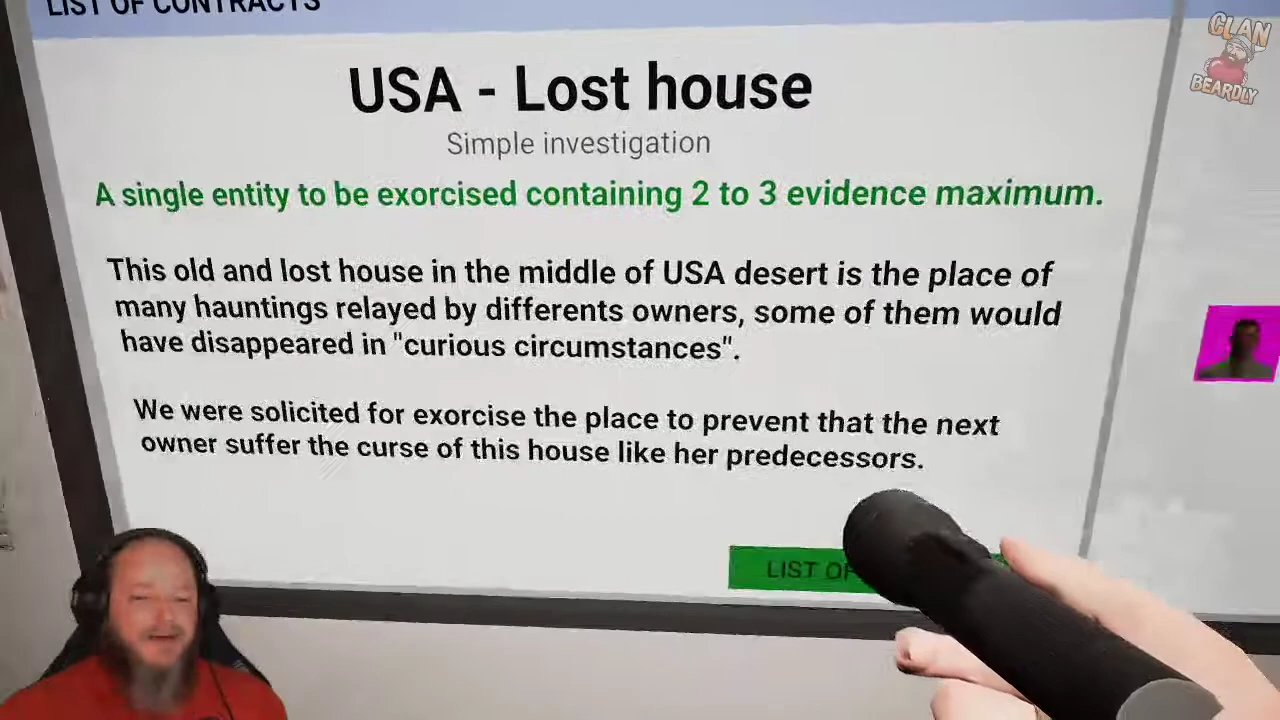 LIST OF CONTRACTS
CLAN
BEARDLY
USA - Lost house
Simple investigation
A single entity to be exorcised containing 2 to 3 evidence maximum.
This old and lost house in the middle of USA desert is the place of
many hauntings relayed by differents owners, some of them would
have disappeared in "curious circumstances".
We were solicited for exorcise the place to prevent that the next
owner suffer the curse of this house like her predecessors.
LIST OF